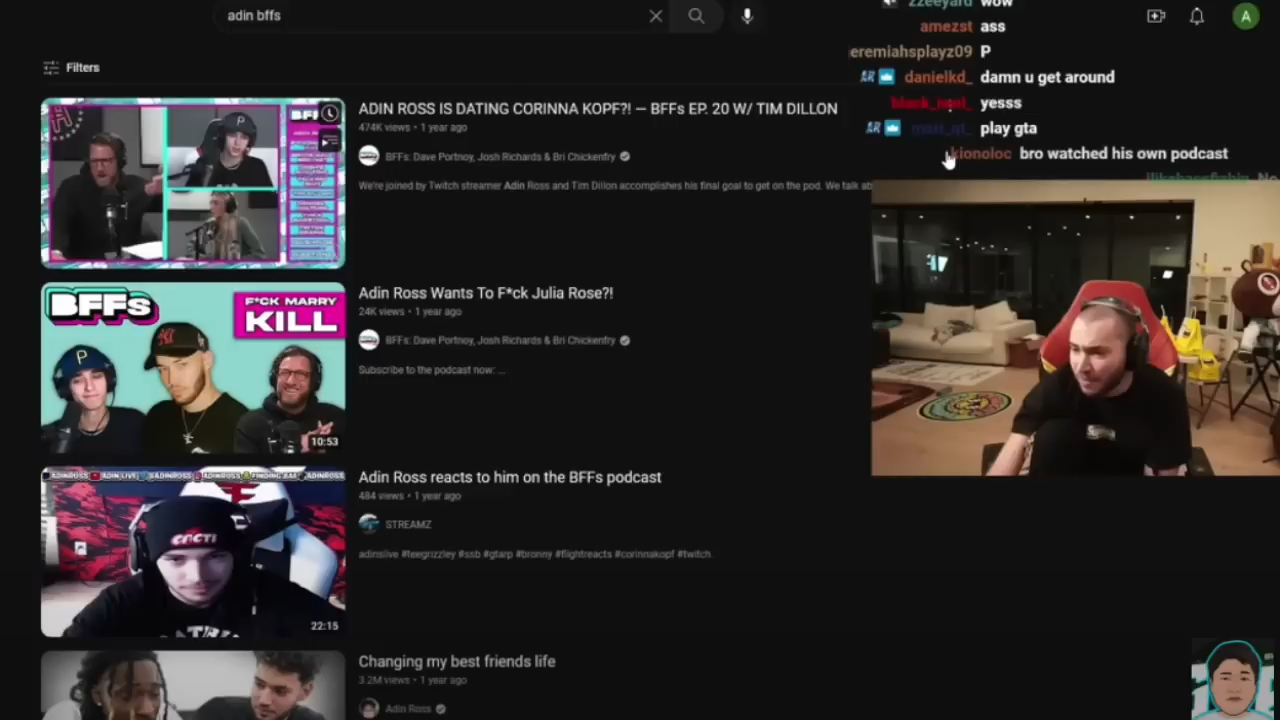 adin bffs
A
zzeeyard wow
amezst ass
eremiahsplayz09 P
danielkd_ damn u get around
yesss
play gta
kionoloc bro watched his own podcast
Filters
BFFs
ADIN ROSS IS DATING CORINNA KOPF?! — BFFs EP. 20 W/ TIM DILLON
474K views • 1 year ago
BFFs: Dave Portnoy, Josh Richards & Bri Chickenfry
We're joined by Twitch streamer Adin Ross and Tim Dillon accomplishes his final goal to get on the pod. We talk ab
BFFs
F*CK MARRY
KILL
10:53
Adin Ross Wants To F*ck Julia Rose?!
24K views • 1 year ago
BFFs: Dave Portnoy, Josh Richards & Bri Chickenfry
Subscribe to the podcast now: ...
CACTI
22:15
Adin Ross reacts to him on the BFFs podcast
484 views • 1 year ago
STREAMZ
adinslive #teegrizzley #ssb #gtarp #bronny #flightreacts #corinnakopf #twitch.
Changing my best friends life
3.2M views • 1 year ago
Adin Ross